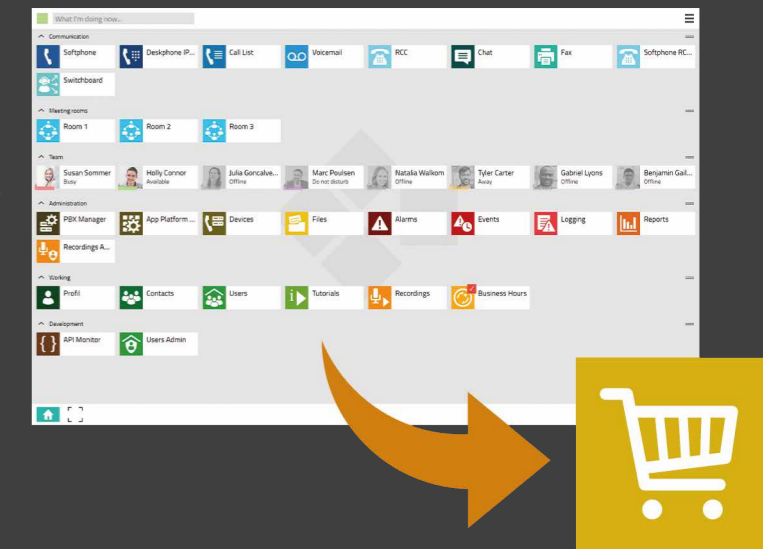 What I'm doing now...
Communication
Softphone
Deskphone IP...
Call List
Voicemail
RCC
Chat
Fax
Softphone RC...
Switchboard
Meeting rooms
Room 1
Room 2
Room 3
Team
Susan Sommer
Busy
Holly Connor
Available
Julia Goncalve...
Offline
Marc Poulsen
Do not disturb
Natalia Walkom
Offline
Tyler Carter
Away
Gabriel Lyons
Offline
Benjamin Gail...
Offline
Administration
PBX Manager
App Platform ...
Devices
Files
Alarms
Events
Logging
Reports
Recordings A...
Working
Profil
Contacts
Users
Tutorials
Recordings
Business Hours
Development
API Monitor
Users Admin